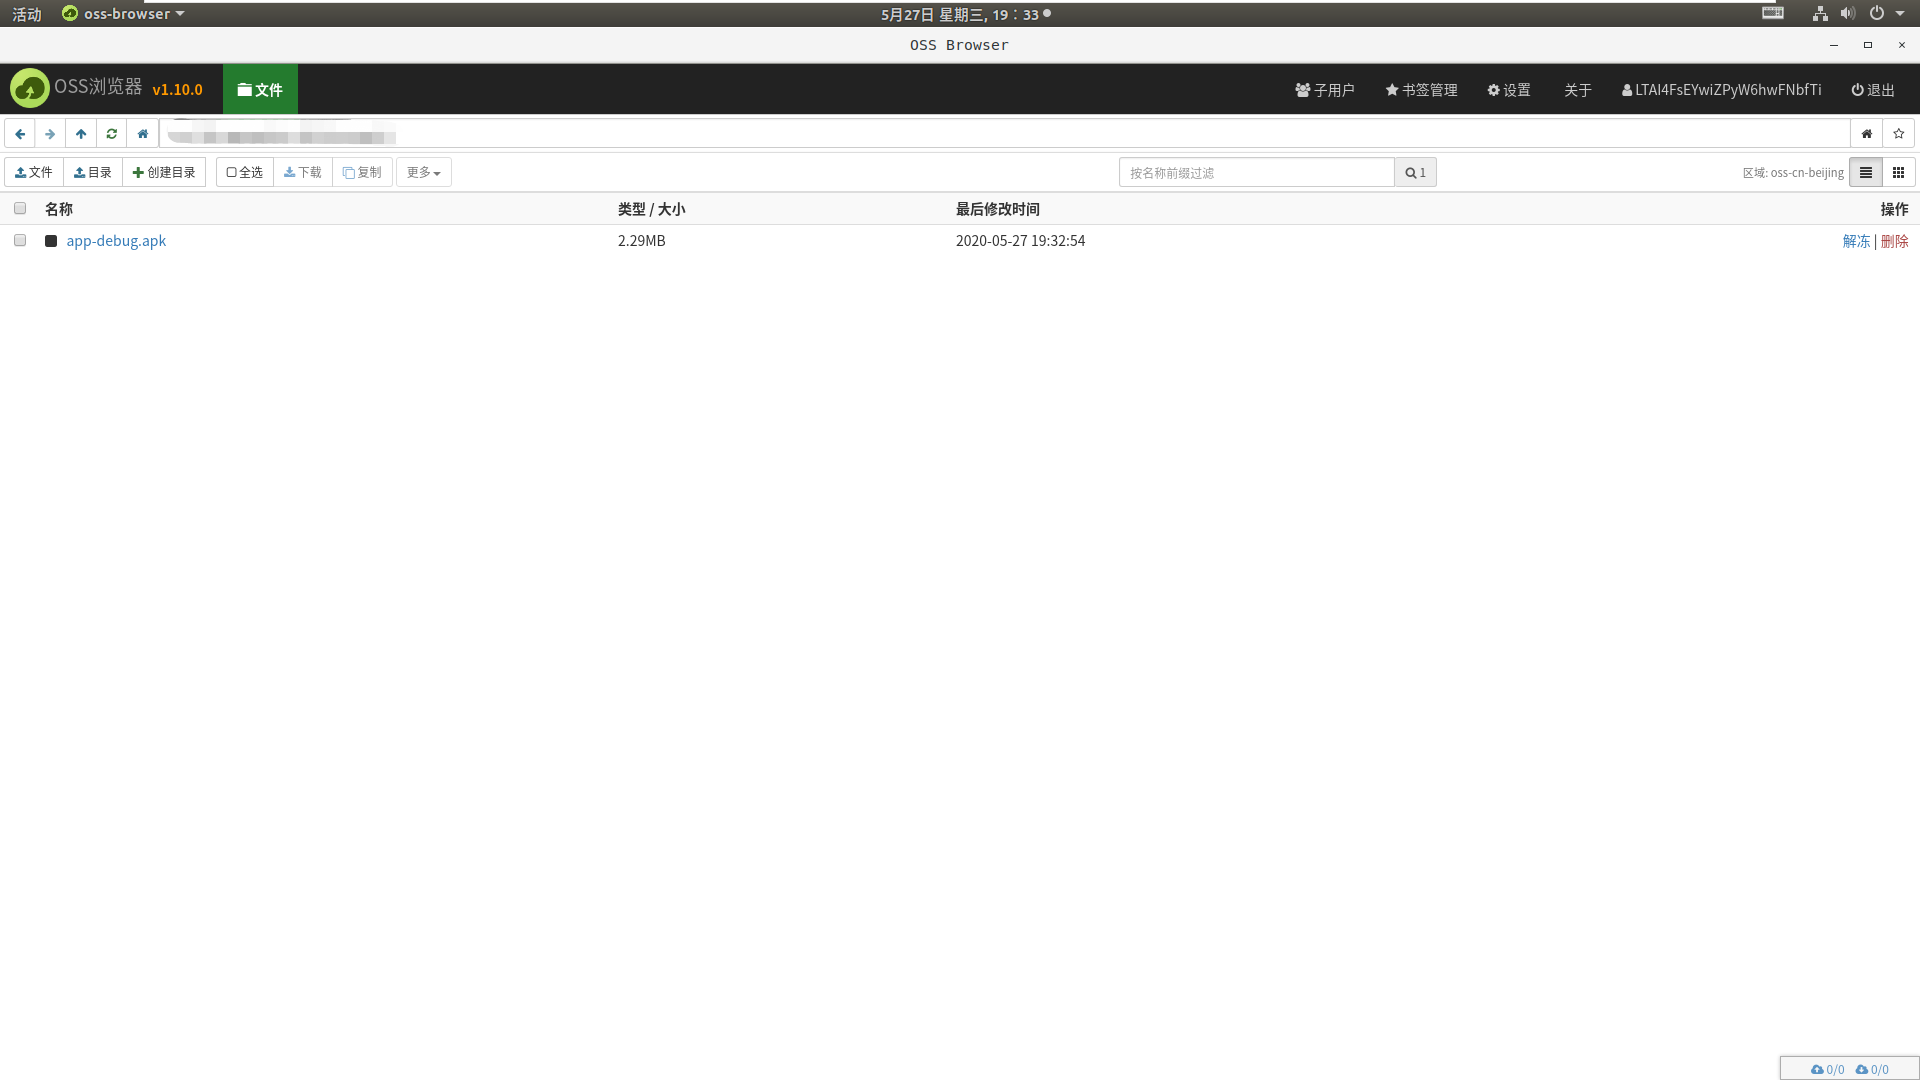 活动 oss-browser 5月27日 星期三, 19：33
OSS Browser
OSS浏览器 v1.10.0 文件 子用户 书签管理 设置 关于 LTAI4FsEYwiZPyW6hwFNbfTi 退出
文件 目录 创建目录 全选 下载 复制 更多 按名称前缀过滤 1 区域: oss-cn-beijing
名称 类型 / 大小 最后修改时间 操作
app-debug.apk 2.29MB 2020-05-27 19:32:54 解冻 | 删除
0/0 0/0